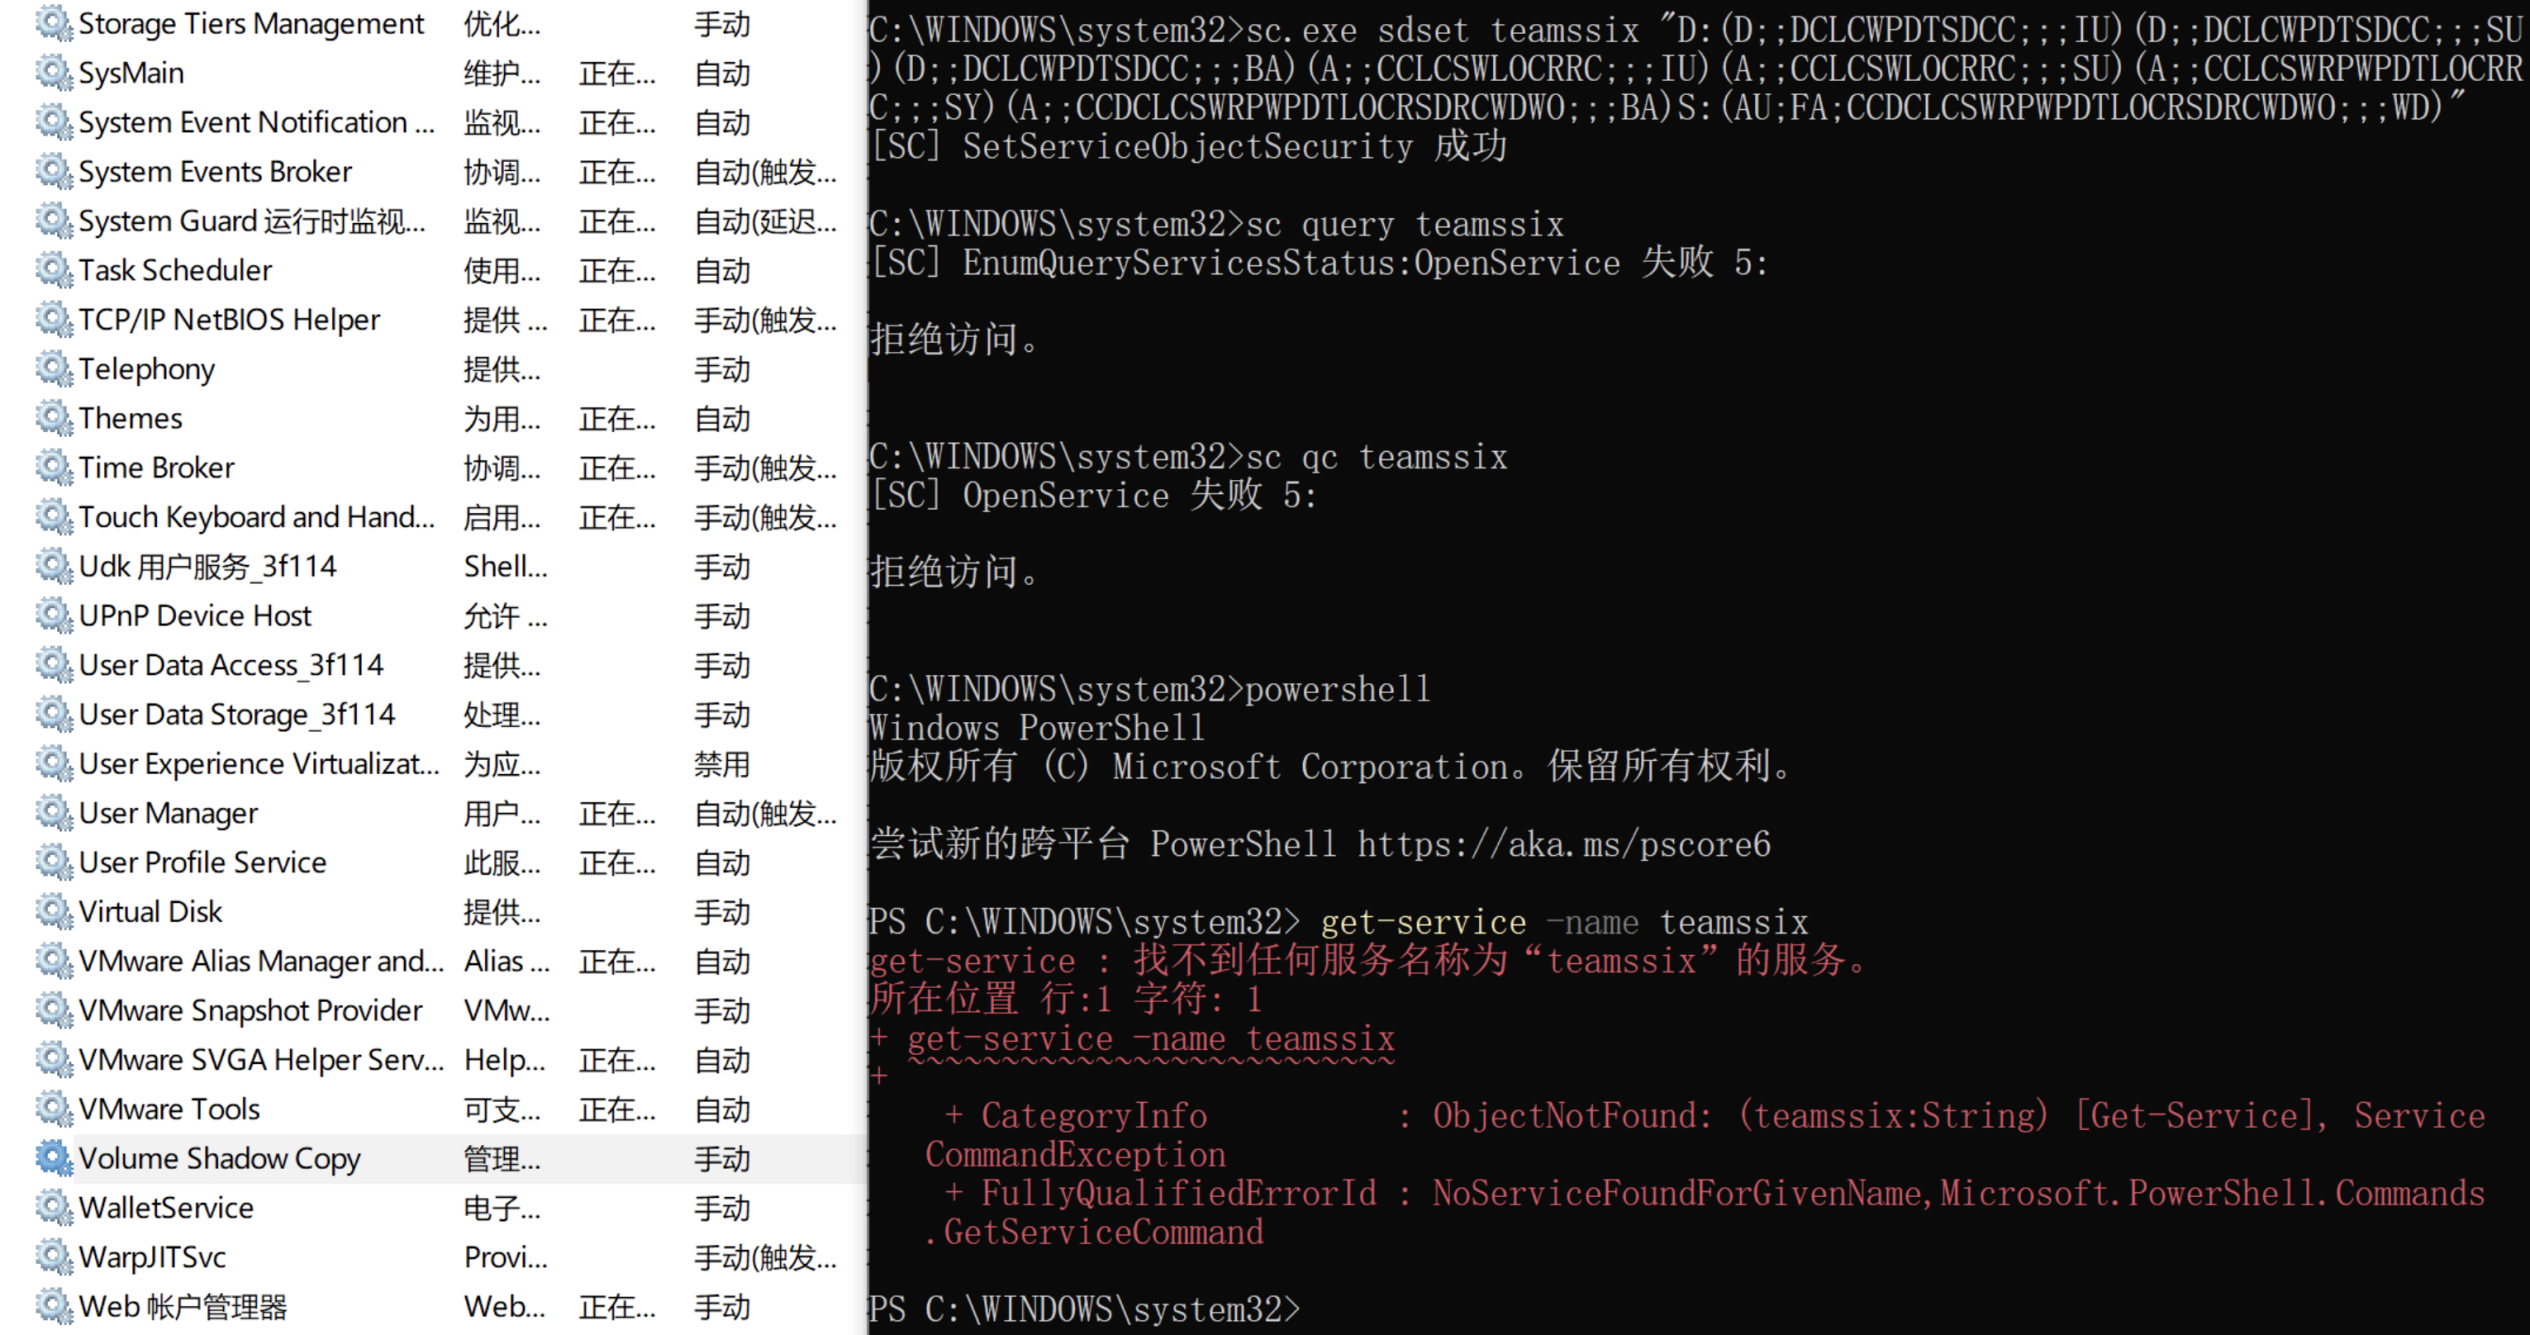 Storage Tiers Management 优化... 手动
SysMain 维护... 正在... 自动
System Event Notification ... 监视... 正在... 自动
System Events Broker 协调... 正在... 自动(触发...
System Guard 运行时监视... 监视... 正在... 自动(延迟...
Task Scheduler 使用... 正在... 自动
TCP/IP NetBIOS Helper 提供 ... 正在... 手动(触发...
Telephony 提供... 手动
Themes 为用... 正在... 自动
Time Broker 协调... 正在... 手动(触发...
Touch Keyboard and Hand... 启用... 正在... 手动(触发...
Udk 用户服务_3f114 Shell... 手动
UPnP Device Host 允许 ... 手动
User Data Access_3f114 提供... 手动
User Data Storage_3f114 处理... 手动
User Experience Virtualizat... 为应... 禁用
User Manager 用户... 正在... 自动(触发...
User Profile Service 此服... 正在... 自动
Virtual Disk 提供... 手动
VMware Alias Manager and... Alias ... 正在... 自动
VMware Snapshot Provider VMw... 手动
VMware SVGA Helper Serv... Help... 正在... 自动
VMware Tools 可支... 正在... 自动
Volume Shadow Copy 管理... 手动
WalletService 电子... 手动
WarpJITSvc Provi... 手动(触发...
Web 帐户管理器 Web... 正在... 手动
C:\WINDOWS\system32>sc.exe sdset teamssix "D:(D;;DCLCWPDTSDCC;;;IU)(D;;DCLCWPDTSDCC;;;SU
)(D;;DCLCWPDTSDCC;;;BA)(A;;CCLCSWLOCRRC;;;IU)(A;;CCLCSWLOCRRC;;;SU)(A;;CCLCSWRPWPDTLOCRR
C;;;SY)(A;;CCDCLCSWRPWPDTLOCRSDRCWDWO;;;BA)S:(AU;FA;CCDCLCSWRPWPDTLOCRSDRCWDWO;;;WD)"
[SC] SetServiceObjectSecurity 成功
C:\WINDOWS\system32>sc query teamssix
[SC] EnumQueryServicesStatus:OpenService 失败 5:
拒绝访问。
C:\WINDOWS\system32>sc qc teamssix
[SC] OpenService 失败 5:
拒绝访问。
C:\WINDOWS\system32>powershell
Windows PowerShell
版权所有 (C) Microsoft Corporation。保留所有权利。
尝试新的跨平台 PowerShell https://aka.ms/pscore6
PS C:\WINDOWS\system32> get-service -name teamssix
get-service : 找不到任何服务名称为“teamssix”的服务。
所在位置 行:1 字符: 1
+ get-service -name teamssix
+ ~~~~~~~~~~~~~~~~~~~~~~~~~~
+ CategoryInfo : ObjectNotFound: (teamssix:String) [Get-Service], Service
CommandException
+ FullyQualifiedErrorId : NoServiceFoundForGivenName,Microsoft.PowerShell.Commands
.GetServiceCommand
PS C:\WINDOWS\system32>